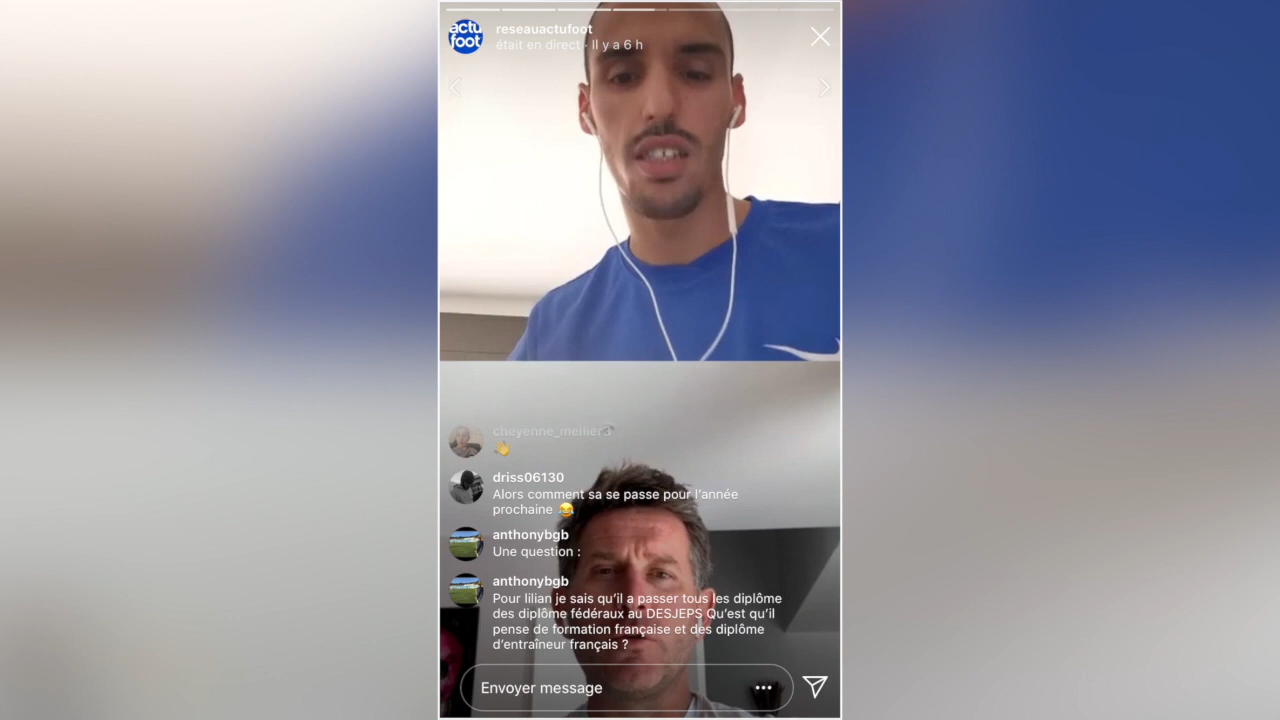 actu
foot
reseauactufoot
était en direct · Il y a 6 h
cheyenne_meilier3
👏
driss06130
Alors comment sa se passe pour l'année
prochaine 😂
anthonybgb
Une question :
anthonybgb
Pour lilian je sais qu'il a passer tous les diplôme
des diplôme fédéraux au DESJEPS Qu'est qu'il
pense de formation française et des diplôme
d'entraîneur français ?
Envoyer message